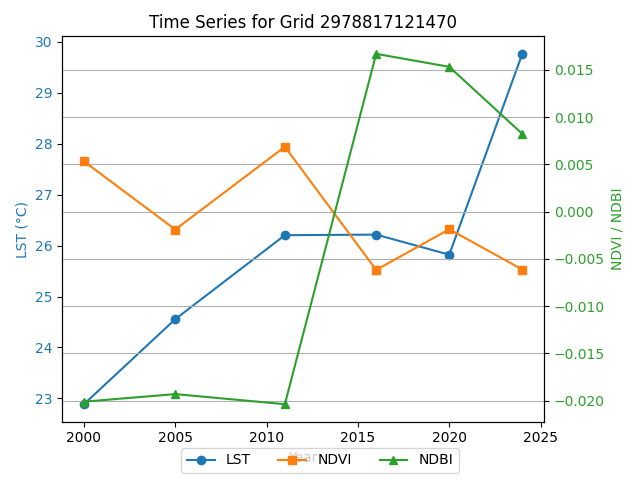 Time Series for Grid 2978817121470
LST (°C)
30
29
28
27
26
25
24
23
0.015
0.010
0.005
0.000
−0.005
−0.010
−0.015
−0.020
NDVI / NDBI
2000 2005 2010 2015 2020 2025
Year
LST NDVI NDBI